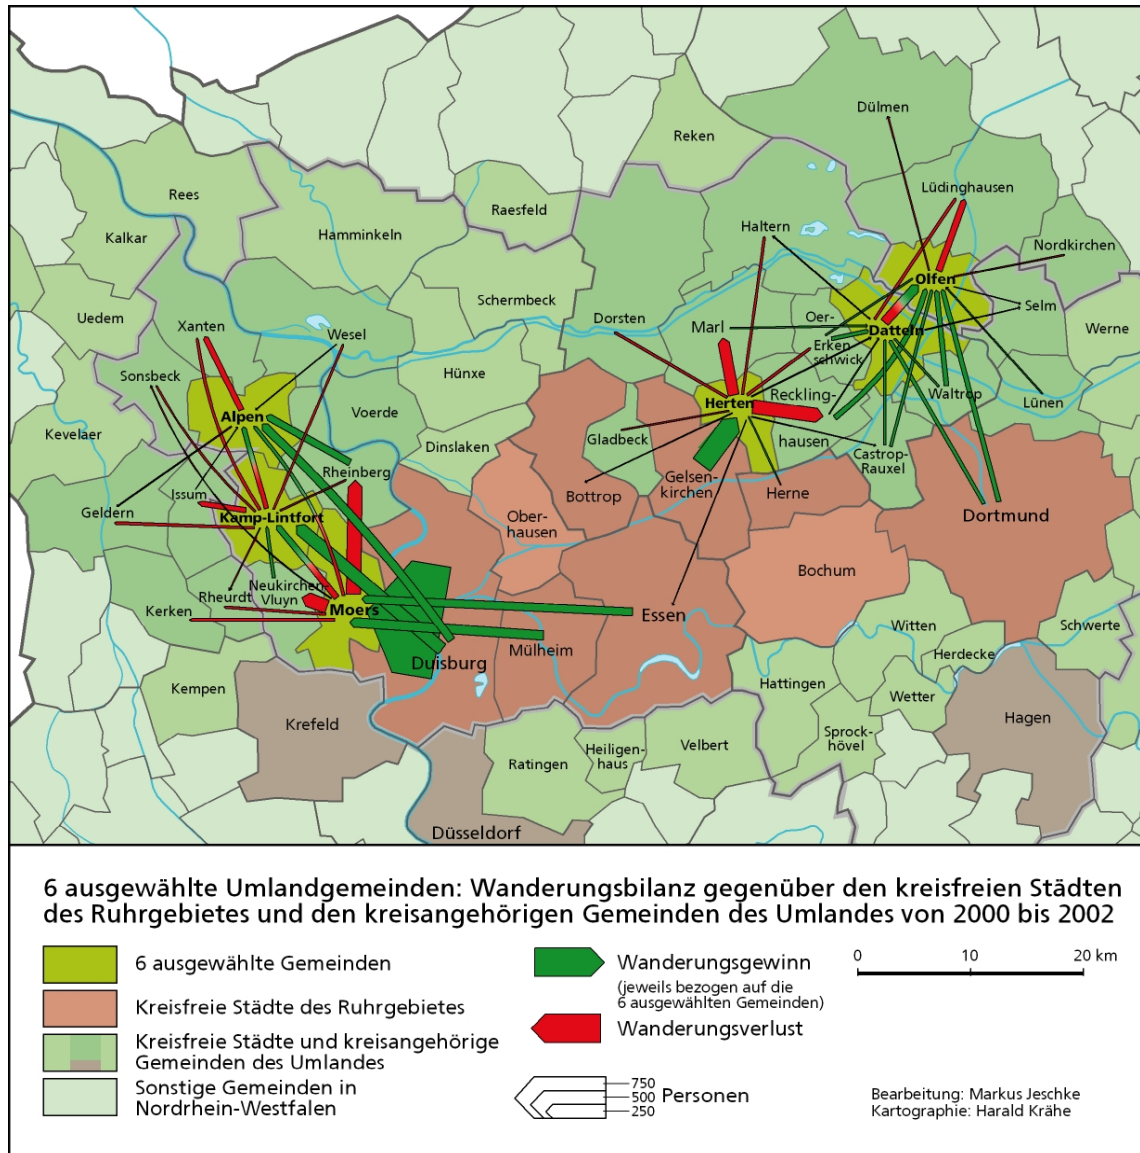 Dülmen
Reken
Lüdinghausen
Rees
Raesfeld
Haltern
Kalkar
Hamminkeln
Nordkirchen
Olfen
Schermbeck
Selm
Uedem
Xanten
Wesel
Dorsten
Marl
Oer-
Erken
schwick
Datteln
Werne
Sonsbeck
Hünxe
Alpen
Voerde
Herten
Reckling-
hausen
Waltrop
Lünen
Kevelaer
Dinslaken
Gladbeck
Castrop-
Rauxel
Rheinberg
Gelsen-
kirchen
Issum
Bottrop
Herne
Geldern
Kamp-Lintfort
Ober-
hausen
Dortmund
Bochum
Neukirchen-
Vluyn
Rheurdt
Kerken
Moers
Essen
Witten
Schwerte
Duisburg
Mülheim
Herdecke
Kempen
Hattingen
Wetter
Krefeld
Hagen
Sprock-
hövel
Velbert
Heiligen-
haus
Ratingen
Düsseldorf
6 ausgewählte Umlandgemeinden: Wanderungsbilanz gegenüber den kreisfreien Städten
des Ruhrgebietes und den kreisangehörigen Gemeinden des Umlandes von 2000 bis 2002
6 ausgewählte Gemeinden
Kreisfreie Städte des Ruhrgebietes
Kreisfreie Städte und kreisangehörige
Gemeinden des Umlandes
Sonstige Gemeinden in
Nordrhein-Westfalen
Wanderungsgewinn
(jeweils bezogen auf die
6 ausgewählten Gemeinden)
Wanderungsverlust
750
500
250
Personen
0 10 20 km
Bearbeitung: Markus Jeschke
Kartographie: Harald Krähe